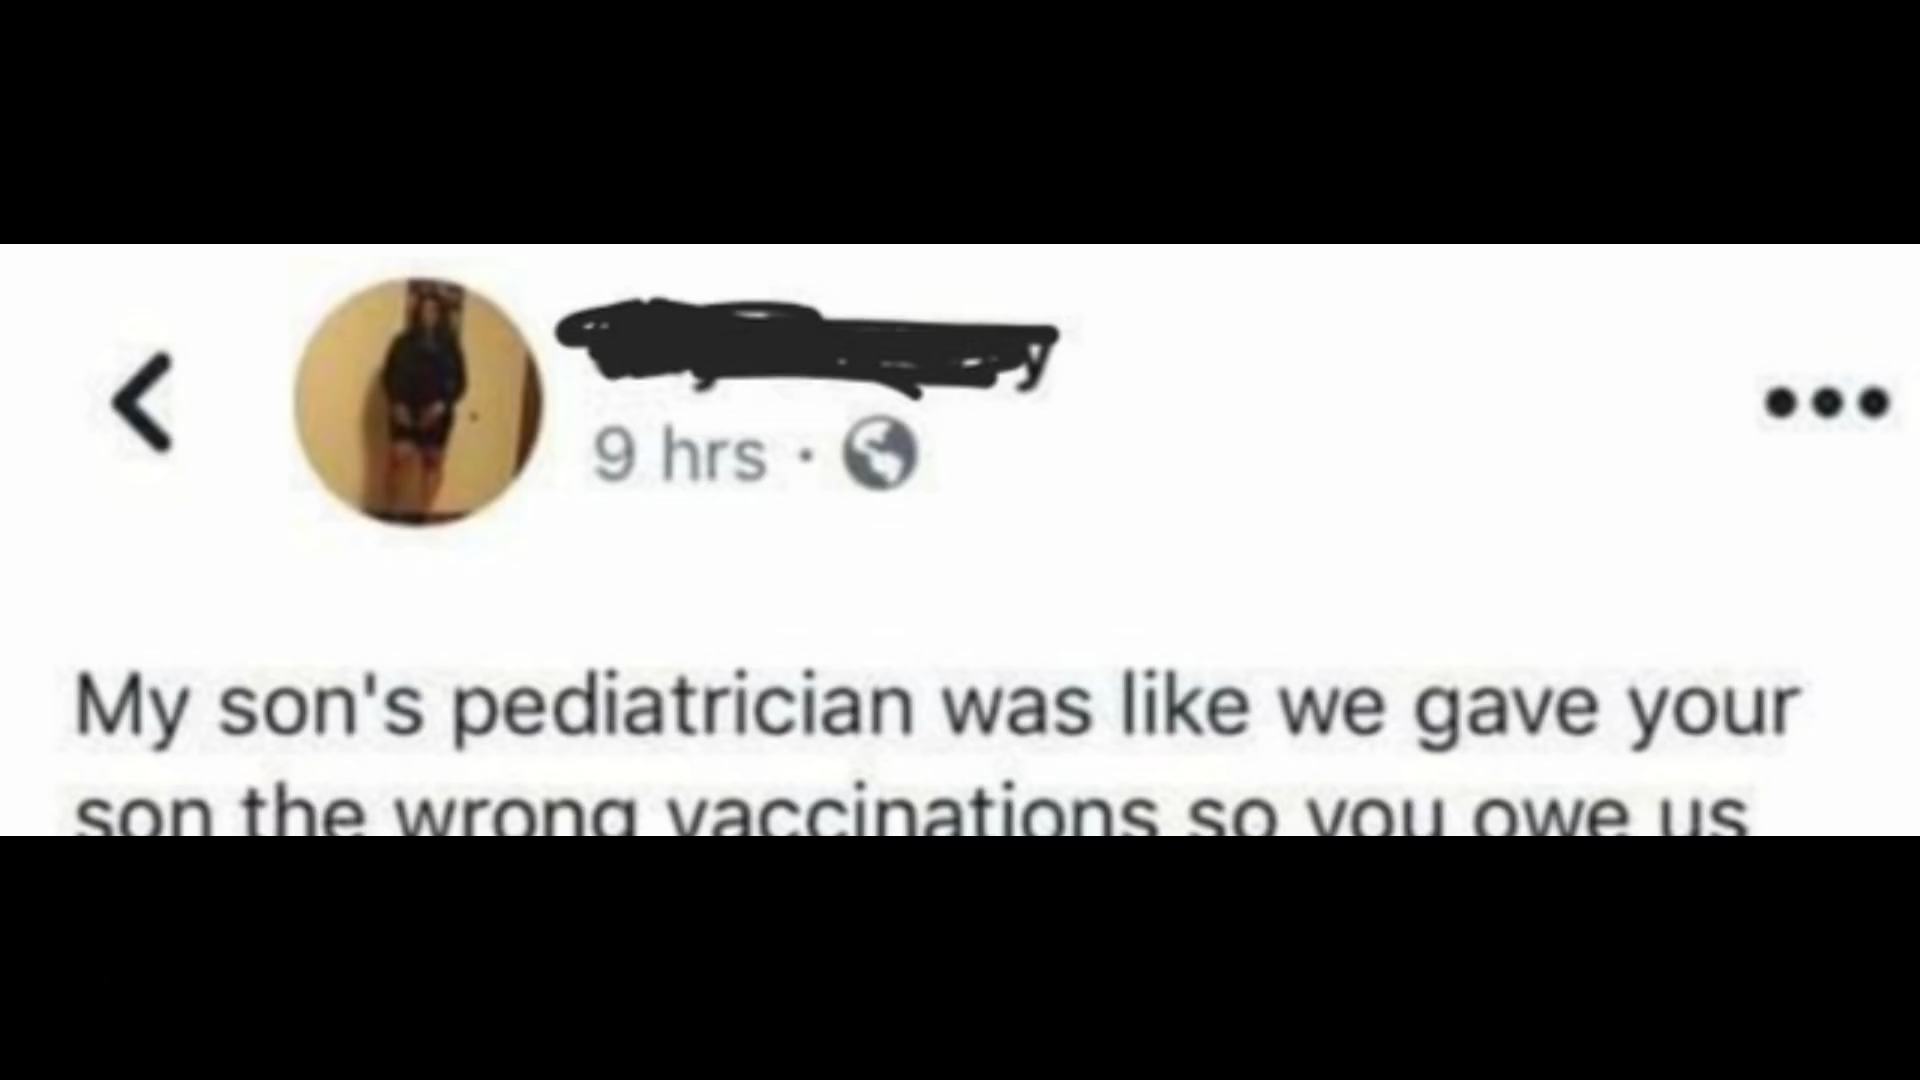 9 hrs ·
My son's pediatrician was like we gave your
son the wrong vaccinations so you owe us